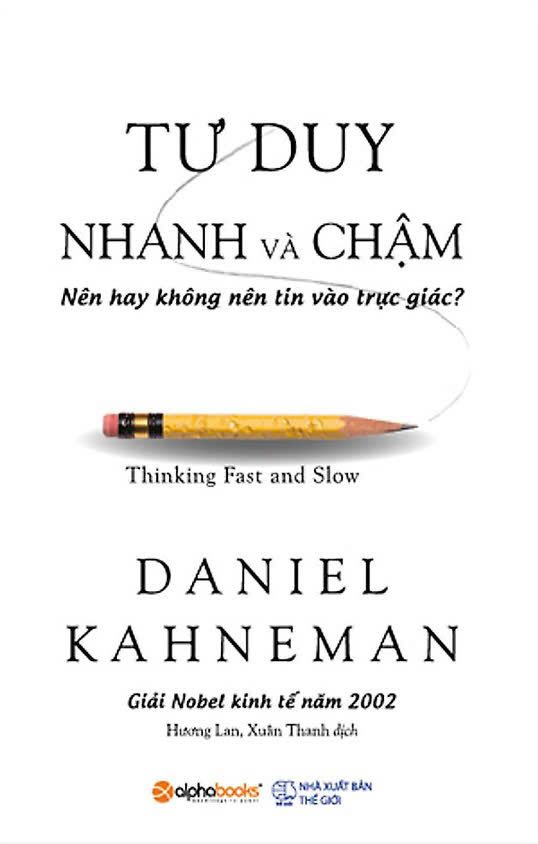 TƯ DUY
NHANH VÀ CHẬM
Nên hay không nên tin vào trực giác?
Thinking Fast and Slow
DANIEL
KAHNEMAN
Giải Nobel kinh tế năm 2002
Hương Lan, Xuân Thanh dịch
alphabooks
NHÀ XUẤT BẢN
THẾ GIỚI